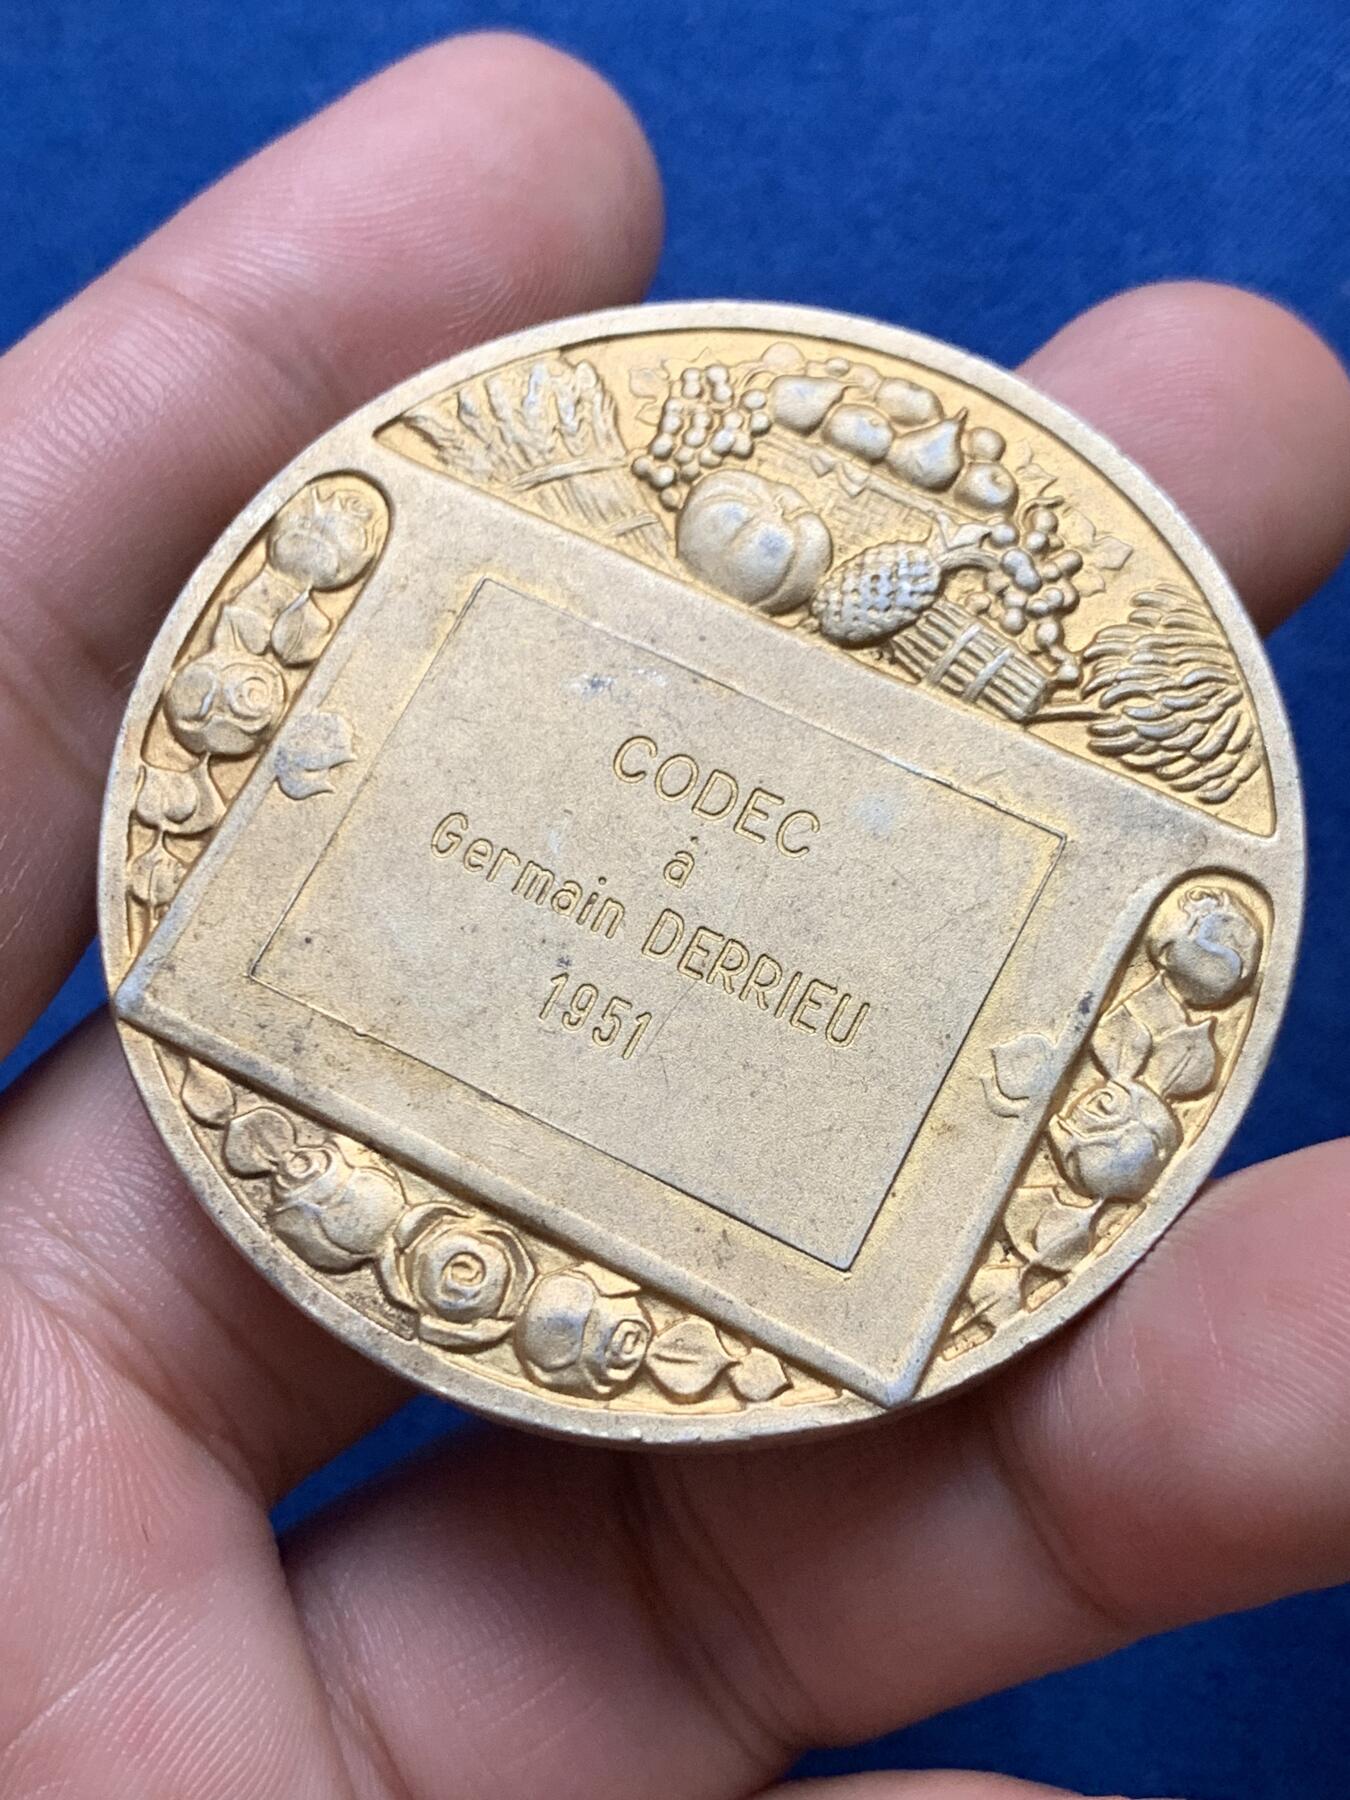 CODEC
à
Germain DERRIEU
1951